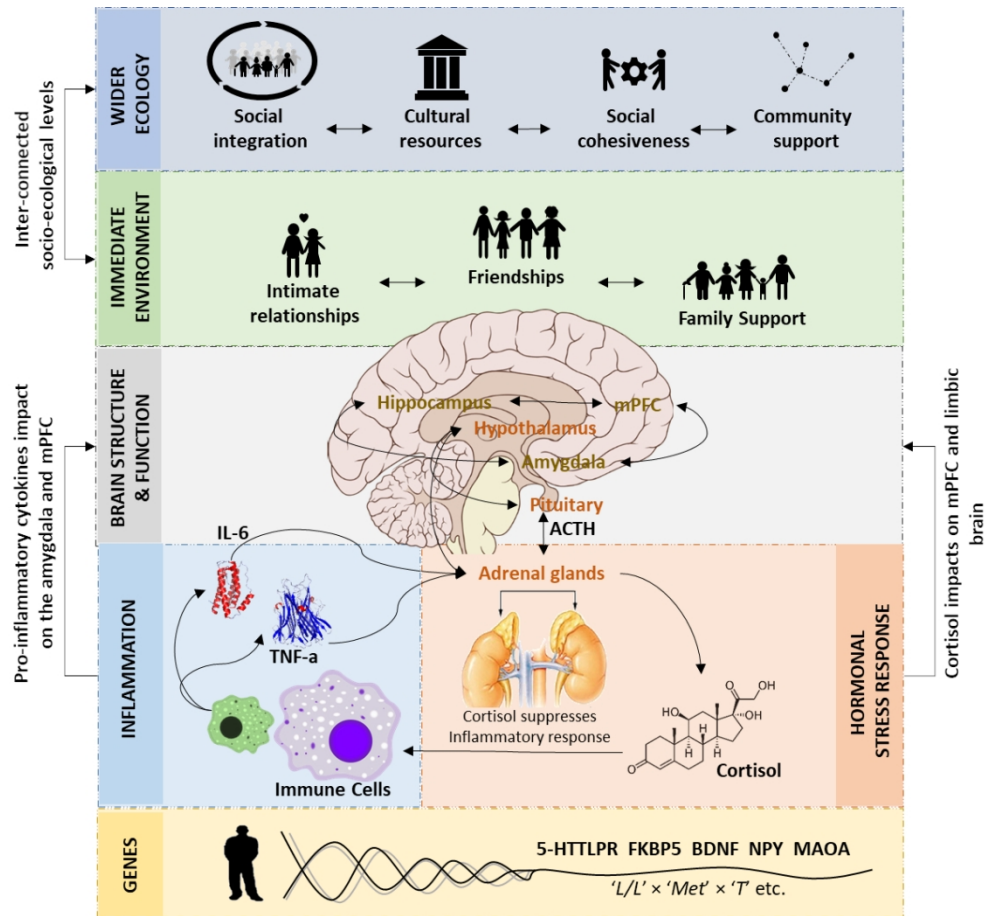 Inter-connected
socio-ecological levels
WIDER
ECOLOGY
Social
integration
Cultural
resources
Social
cohesiveness
Community
support
IMMEDIATE
ENVIRONMENT
Intimate
relationships
Friendships
Family Support
Pro-inflammatory cytokines impact
on the amygdala and mPFC
BRAIN STRUCTURE
& FUNCTION
Hippocampus
mPFC
Hypothalamus
Amygdala
Pituitary
ACTH
Cortisol impacts on mPFC and limbic
brain
INFLAMMATION
IL-6
TNF-a
Immune Cells
Adrenal glands
Cortisol suppresses
Inflammatory response
O
OH
HO
OH
H
H
H
O
Cortisol
HORMONAL
STRESS RESPONSE
GENES
5-HTTLPR FKBP5 BDNF NPY MAOA
‘L/L’ × ‘Met’ × ‘T’ etc.